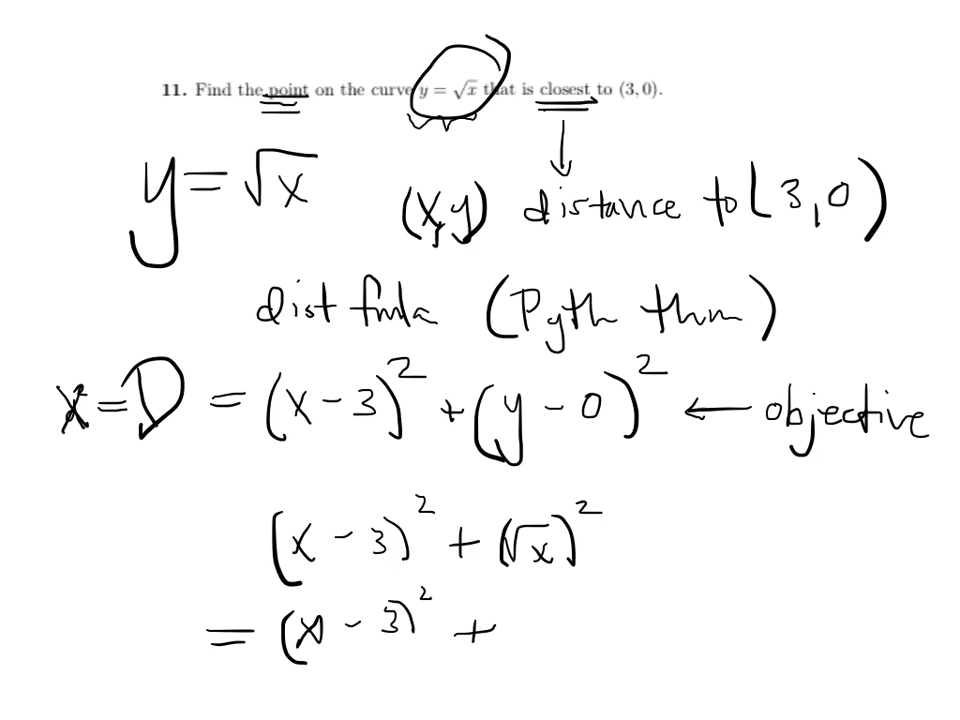 11. Find the point on the curve y = √x that is closest to (3, 0).
y = √x (x,y) distance to (3,0)
dist fmla (Pyth thm)
x = D = (x - 3)² + (y - 0)² ← objective
(x - 3)² + (√x)²
= (x - 3)² +